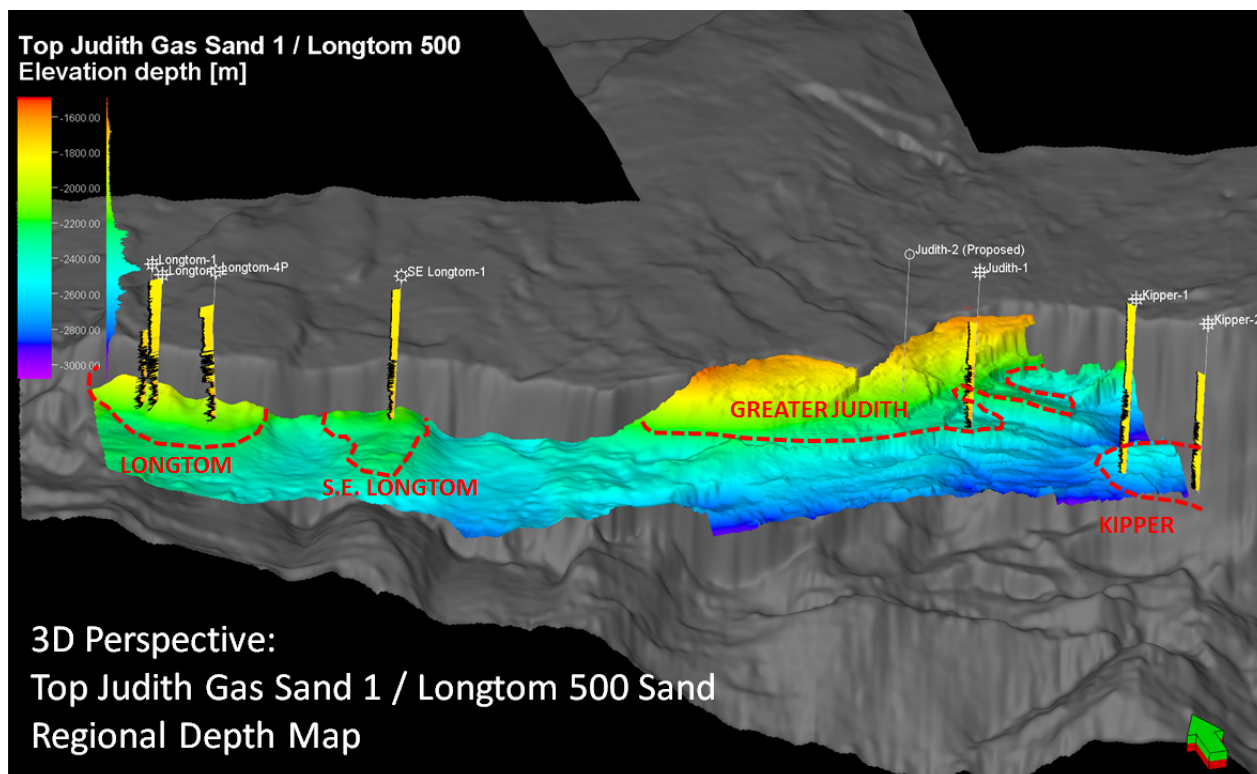 Top Judith Gas Sand 1 / Longtom 500
Elevation depth [m]
-1600.00
-1800.00
-2000.00
-2200.00
-2400.00
-2600.00
-2800.00
-3000.00
Longtom-1
Longtom-4P
SE Longtom-1
Judith-2 (Proposed)
Judith-1
Kipper-1
Kipper-2
GREATER JUDITH
LONGTOM
S.E. LONGTOM
KIPPER
3D Perspective:
Top Judith Gas Sand 1 / Longtom 500 Sand
Regional Depth Map